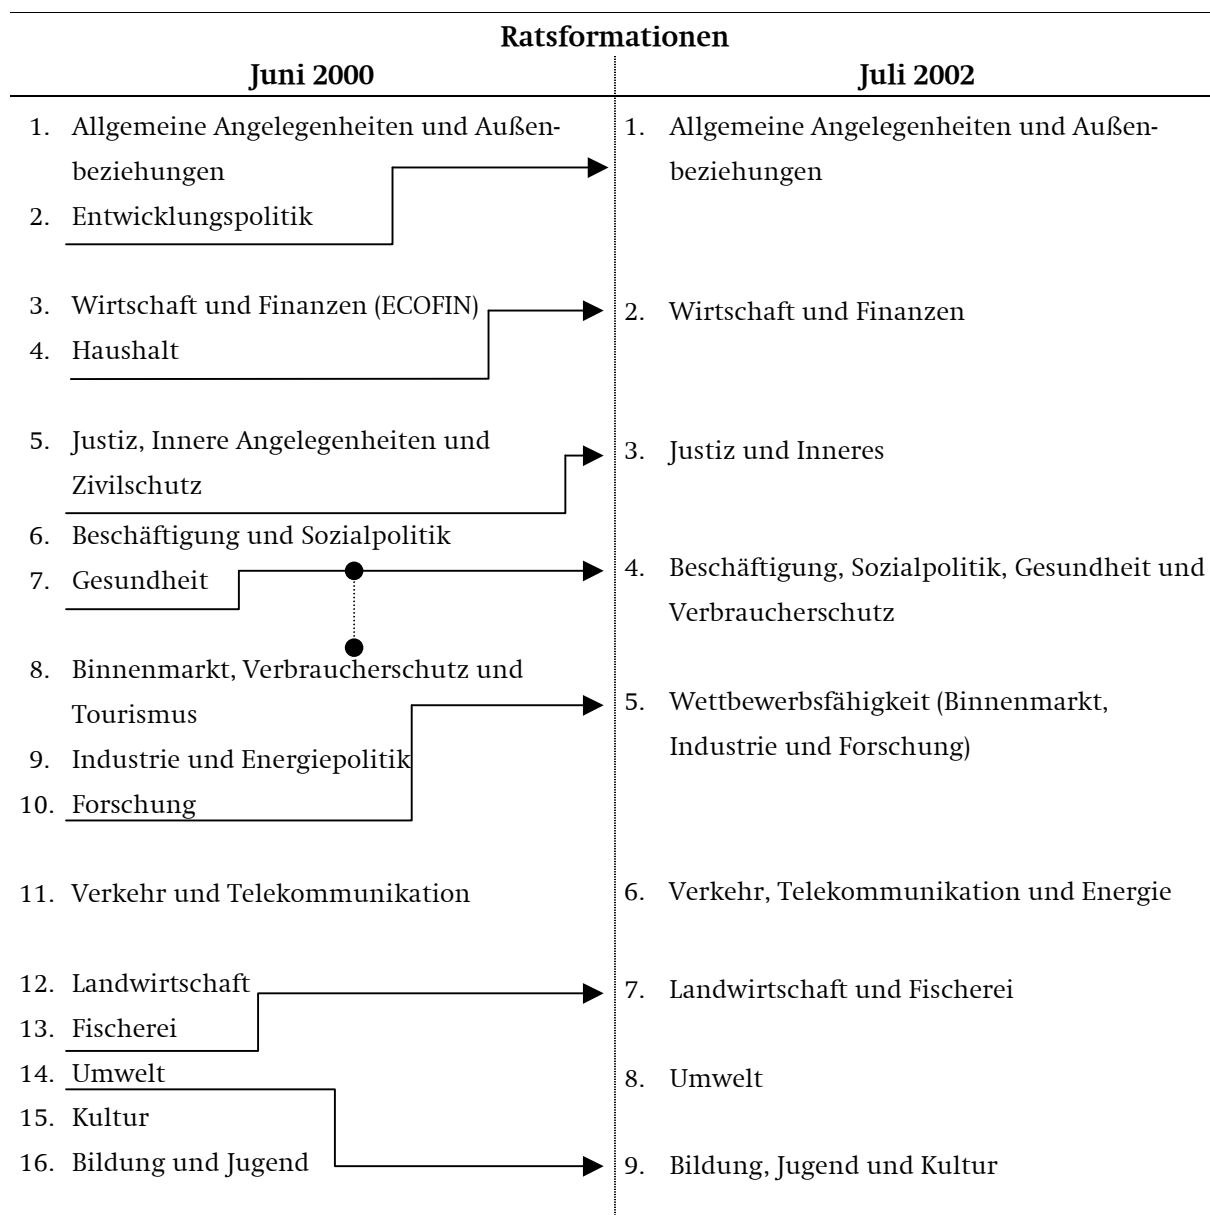 Ratsformationen
Juni 2000
Juli 2002
1. Allgemeine Angelegenheiten und Außen-
beziehungen
2. Entwicklungspolitik
3. Wirtschaft und Finanzen (ECOFIN)
4. Haushalt
5. Justiz, Innere Angelegenheiten und
Zivilschutz
6. Beschäftigung und Sozialpolitik
7. Gesundheit
8. Binnenmarkt, Verbraucherschutz und
Tourismus
9. Industrie und Energiepolitik
10. Forschung
11. Verkehr und Telekommunikation
12. Landwirtschaft
13. Fischerei
14. Umwelt
15. Kultur
16. Bildung und Jugend
1. Allgemeine Angelegenheiten und Außen-
beziehungen
2. Wirtschaft und Finanzen
3. Justiz und Inneres
4. Beschäftigung, Sozialpolitik, Gesundheit und
Verbraucherschutz
5. Wettbewerbsfähigkeit (Binnenmarkt,
Industrie und Forschung)
6. Verkehr, Telekommunikation und Energie
7. Landwirtschaft und Fischerei
8. Umwelt
9. Bildung, Jugend und Kultur